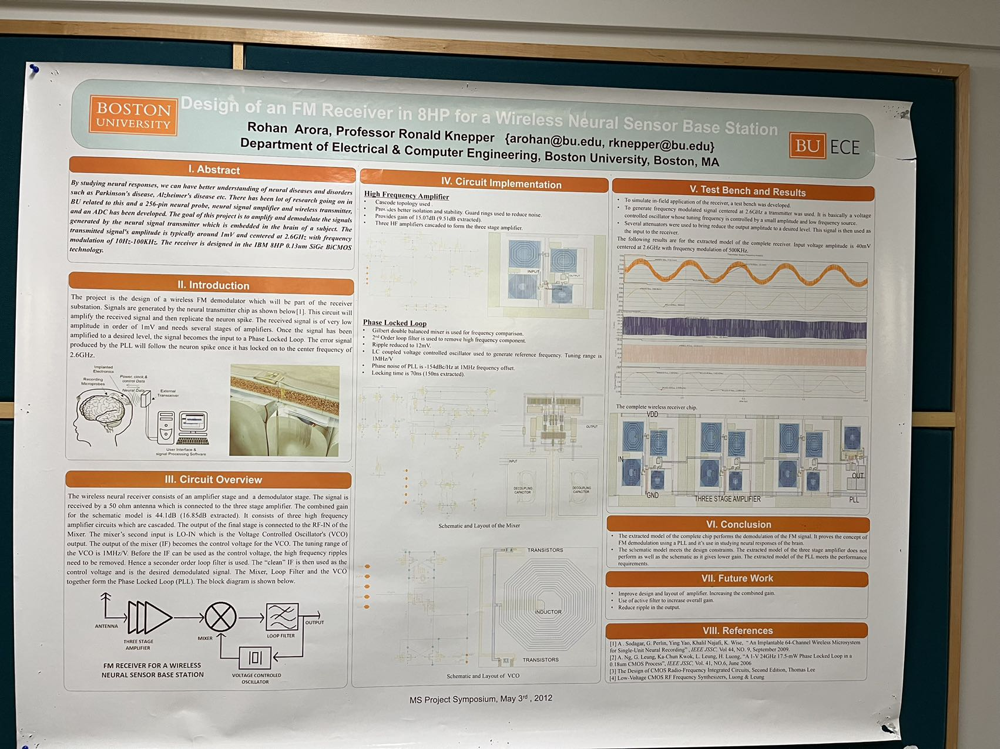 BOSTON
UNIVERSITY
Design of an FM Receiver in 8HP for a Wireless Neural Sensor Base Station
Rohan Arora, Professor Ronald Knepper {arohan@bu.edu, rknepper@bu.edu}
Department of Electrical & Computer Engineering, Boston University, Boston, MA
BU ECE
I. Abstract
By studying neural responses, we can have better understanding of neural diseases and disorders
such as Parkinson's disease, Alzheimer's disease etc. There has been lot of research going on in
BU related to this and a 256-pin neural probe, neural signal amplifier and wireless transmitter,
and an ADC has been developed. The goal of this project is to amplify and demodulate the signals
generated by the neural signal transmitter which is embedded in the brain of a subject. The
transmitted signal's amplitude is typically around 1mV and centered at 2.6GHz with frequency
modulation of 10Hz-100KHz. The receiver is designed in the IBM 8HP 0.13um SiGe BiCMOS
technology.
II. Introduction
The project is the design of a wireless FM demodulator which will be part of the receiver
substation. Signals are generated by the neural transmitter chip as shown below[1]. This circuit will
amplify the received signal and then replicate the neuron spike. The received signal is of very low
amplitude in order of 1mV and needs several stages of amplifiers. Once the signal has been
amplified to a desired level, the signal becomes the input to a Phase Locked Loop. The error signal
produced by the PLL will follow the neuron spike once it has locked on to the center frequency of
2.6GHz.
Implanted
Electronics
Recording
Microprobes
Power, clock &
control Data
Neural Data
External
Transceiver
User Interface &
signal Processing Software
III. Circuit Overview
The wireless neural receiver consists of an amplifier stage and a demodulator stage. The signal is
received by a 50 ohm antenna which is connected to the three stage amplifier. The combined gain
for the schematic model is 44.1dB (16.85dB extracted). It consists of three high frequency
amplifier circuits which are cascaded. The output of the final stage is connected to the RF-IN of the
Mixer. The mixer's second input is LO-IN which is the Voltage Controlled Oscillator's (VCO)
output. The output of the mixer (IF) becomes the control voltage for the VCO. The tuning range of
the VCO is 1MHz/V. Before the IF can be used as the control voltage, the high frequency ripples
need to be removed. Hence a seconder order loop filter is used. The “clean” IF is then used as the
control voltage and is the desired demodulated signal. The Mixer, Loop Filter and the VCO
together form the Phase Locked Loop (PLL). The block diagram is shown below.
ANTENNA
THREE STAGE
AMPLIFIER
MIXER
LOOP FILTER
OUTPUT
VOLTAGE CONTROLED
OSCILLATOR
FM RECEIVER FOR A WIRELESS
NEURAL SENSOR BASE STATION
IV. Circuit Implementation
High Frequency Amplifier
• Cascode topology used .
• Provides better isolation and stability. Guard rings used to reduce noise.
• Provides gain of 15.07dB (9.51dB extracted).
• Three HF amplifiers cascaded to form the three stage amplifier.
INPUT
OUTPUT
TRANSISTORS
Phase Locked Loop
• Gilbert double balanced mixer is used for frequency comparison.
• 2nd Order loop filter is used to remove high frequency component.
• Ripple reduced to 12mV.
• LC coupled voltage controlled oscillator used to generate reference frequency. Tuning range is
1MHz/V
• Phase noise of PLL is -154dBc/Hz at 1MHz frequency offset.
• Locking time is 70ns (150ns extracted).
OUTPUT
INPUT
DECOUPLING
CAPACITOR
DECOUPLING
CAPACITOR
Schematic and Layout of the Mixer
TRANSISTORS
INDUCTOR
TRANSISTORS
Schematic and Layout of VCO
V. Test Bench and Results
• To simulate in-field application of the receiver, a test bench was developed.
• To generate frequency modulated signal centered at 2.6GHz a transmitter was used. It is basically a voltage
controlled oscillator whose tuning frequency is controlled by a small amplitude and low frequency source.
• Several attenuators were used to bring reduce the output amplitude to a desired level. This signal is then used as
the input to the receiver.
The following results are for the extracted model of the complete receiver. Input voltage amplitude is 40mV
centered at 2.6GHz with frequency modulation of 500KHz.
The complete wireless receiver chip.
VDD
IN
GND
THREE STAGE AMPLIFIER
OUT
PLL
VI. Conclusion
• The extracted model of the complete chip performs the demodulation of the FM signal. It proves the concept of
FM demodulation using a PLL and it's use in studying neural responses of the brain.
• The schematic model meets the design constraints. The extracted model of the three stage amplifier does not
perform as well as the schematic as it gives lower gain. The extracted model of the PLL meets the performance
requirements.
VII. Future Work
• Improve design and layout of amplifier. Increasing the combined gain.
• Use of active filter to increase overall gain.
• Reduce ripple in the output.
VIII. References
[1] A . Sodagar, G. Perlin, Ying Yao, Khalil Najafi, K. Wise, “ An Implantable 64-Channel Wireless Microsystem
for Single-Unit Neural Recording” , IEEE JSSC, Vol 44, NO. 9, September 2009.
[2] A. Ng, G. Leung, Ka-Chun Kwok, L. Leung, H. Luong, “A 1-V 24GHz 17.5-mW Phase Locked Loop in a
0.18um CMOS Process”, IEEE JSSC, Vol. 41, NO.6, June 2006
[3] The Design of CMOS Radio-Frequency Integrated Circuits, Second Edition, Thomas Lee
[4] Low-Voltage CMOS RF Frequency Synthesizers, Luong & Leung
MS Project Symposium, May 3rd , 2012